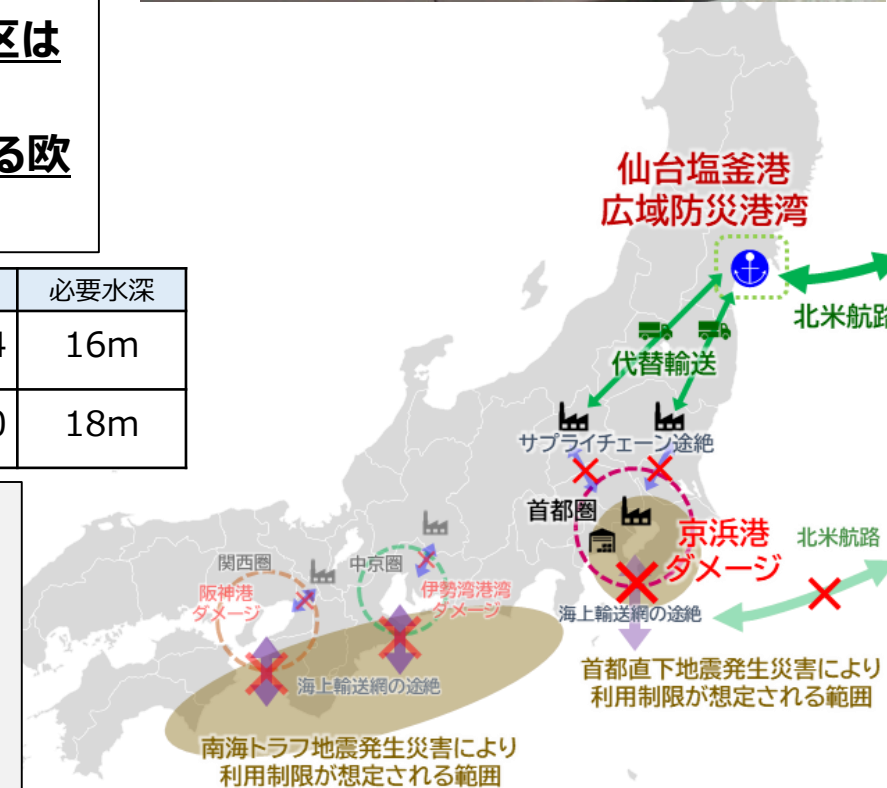 区は
る欧
必要水深
4 16m
0 18m
仙台塩釜港
広域防災港湾
北米航路
代替輸送
サプライチェーン途絶
首都圏
京浜港
ダメージ
北米航路
海上輸送網の途絶
首都直下地震発生災害により
利用制限が想定される範囲
関西圏
阪神港
ダメージ
中京圏
伊勢湾港湾
ダメージ
海上輸送網の途絶
南海トラフ地震発生災害により
利用制限が想定される範囲